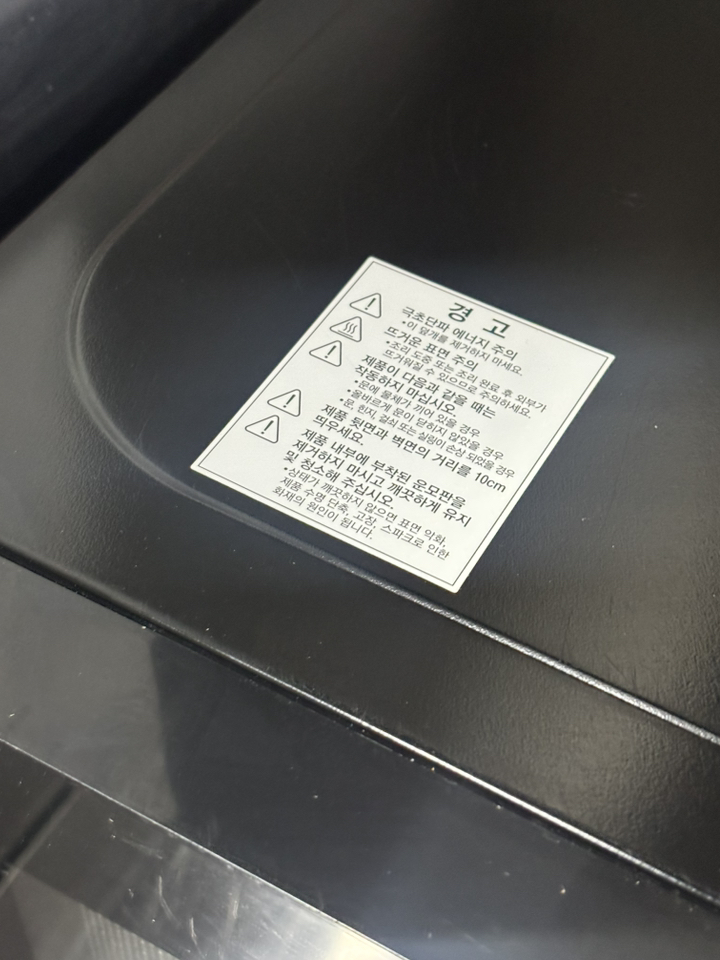 경 고
극초단파 에너지 주의
•이 덮개를 제거하지 마세요.
뜨거운 표면 주의
•조리 도중 또는 조리 완료 후 외부가
뜨거워질 수 있으므로 주의하세요.
제품이 다음과 같을 때는
작동하지 마십시오.
•문에 물체가 끼어 있을 경우
•올바르게 문이 닫히지 않았을 경우
•문, 힌지, 걸쇠 또는 실링이 손상 되었을 경우
제품 뒷면과 벽면의 거리를 10cm
띄우세요.
제품 내부에 부착된 운모판을
제거하지 마시고 깨끗하게 유지
및 청소해 주십시오.
•상태가 깨끗하지 않으면 표면 악화,
제품 수명 단축, 고장, 스파크로 인한
화재의 원인이 됩니다.